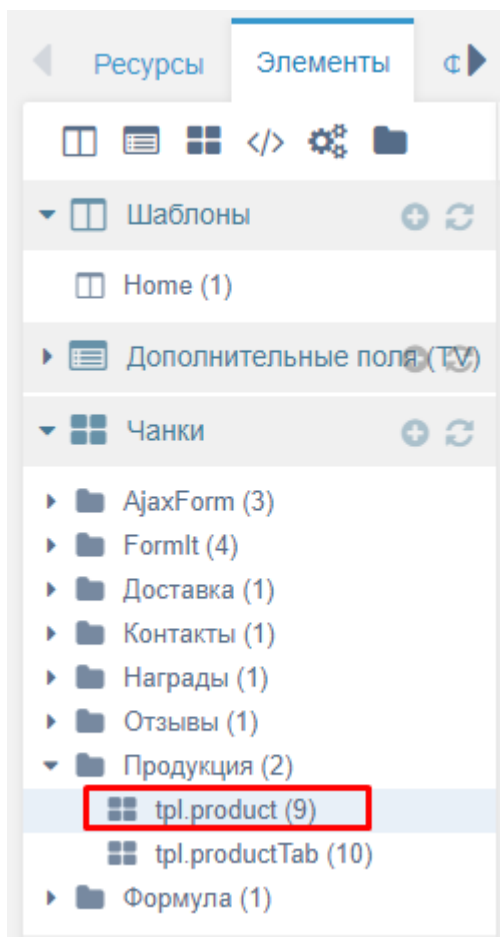 Ресурсы Элементы Ф
</>
Шаблоны
Home (1)
Дополнительные поля (TV)
Чанки
AjaxForm (3)
FormIt (4)
Доставка (1)
Контакты (1)
Награды (1)
Отзывы (1)
Продукция (2)
tpl.product (9)
tpl.productTab (10)
Формула (1)